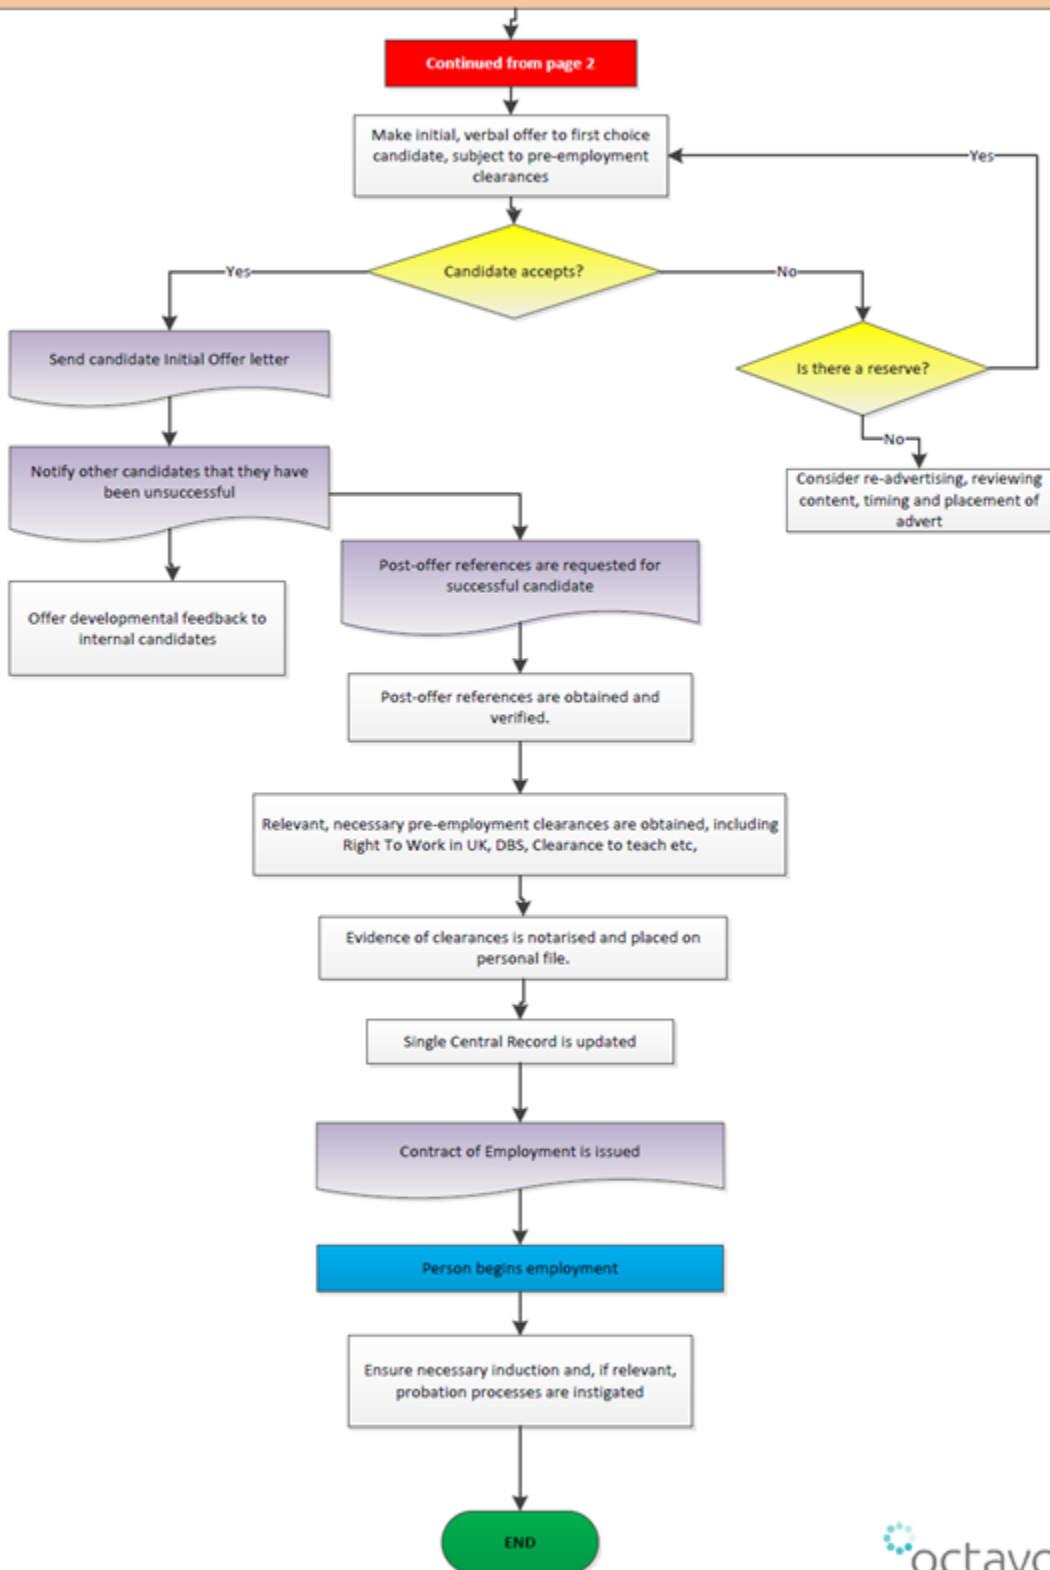 Continued from page 2
Make initial, verbal offer to first choice
candidate, subject to pre-employment
clearances
Yes
Candidate accepts?
Yes
No
Send candidate Initial Offer letter
Is there a reserve?
No
Notify other candidates that they have
been unsuccessful
Consider re-advertising, reviewing
content, timing and placement of
advert
Post-offer references are requested for
successful candidate
Offer developmental feedback to
internal candidates
Post-offer references are obtained and
verified.
Relevant, necessary pre-employment clearances are obtained, including
Right To Work in UK, DBS, Clearance to teach etc,
Evidence of clearances is notarised and placed on
personal file.
Single Central Record is updated
Contract of Employment is issued
Person begins employment
Ensure necessary induction and, if relevant,
probation processes are instigated
END
octavo